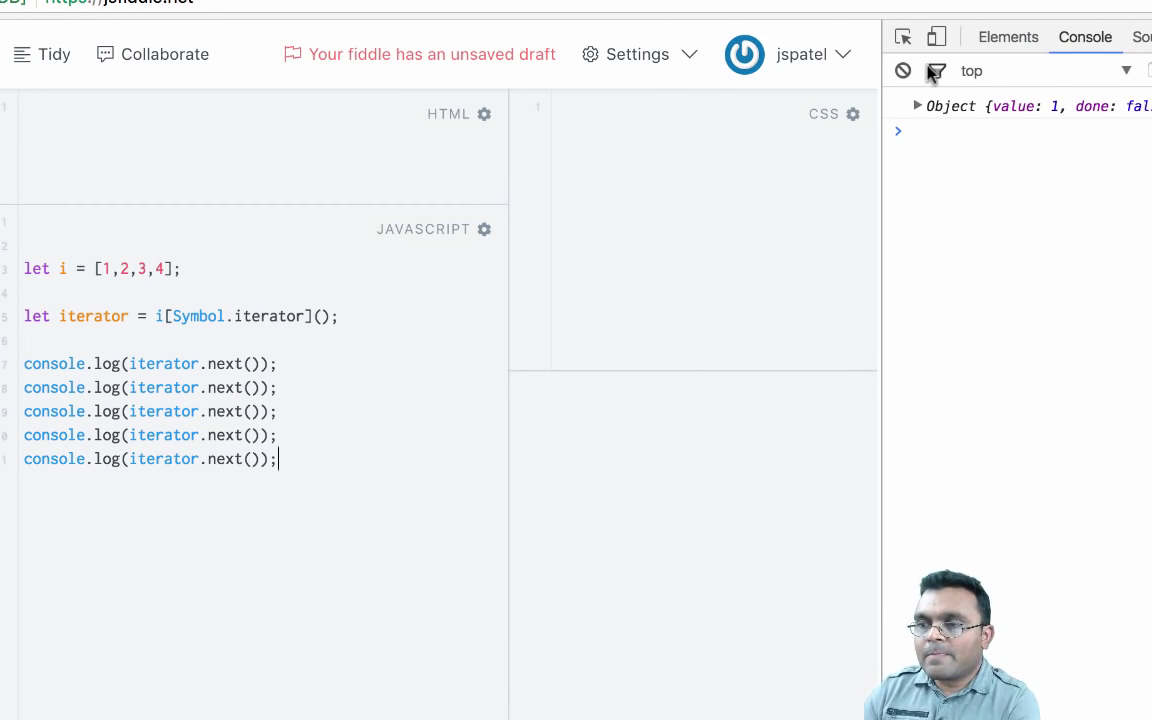 https://jsfiddle.net
Tidy Collaborate Your fiddle has an unsaved draft Settings jspatel
Elements Console Sou
top
Object {value: 1, done: fal
1 HTML
1 CSS
JAVASCRIPT
1
2
3 let i = [1,2,3,4];
4
5 let iterator = i[Symbol.iterator]();
6
7 console.log(iterator.next());
8 console.log(iterator.next());
9 console.log(iterator.next());
0 console.log(iterator.next());
1 console.log(iterator.next());